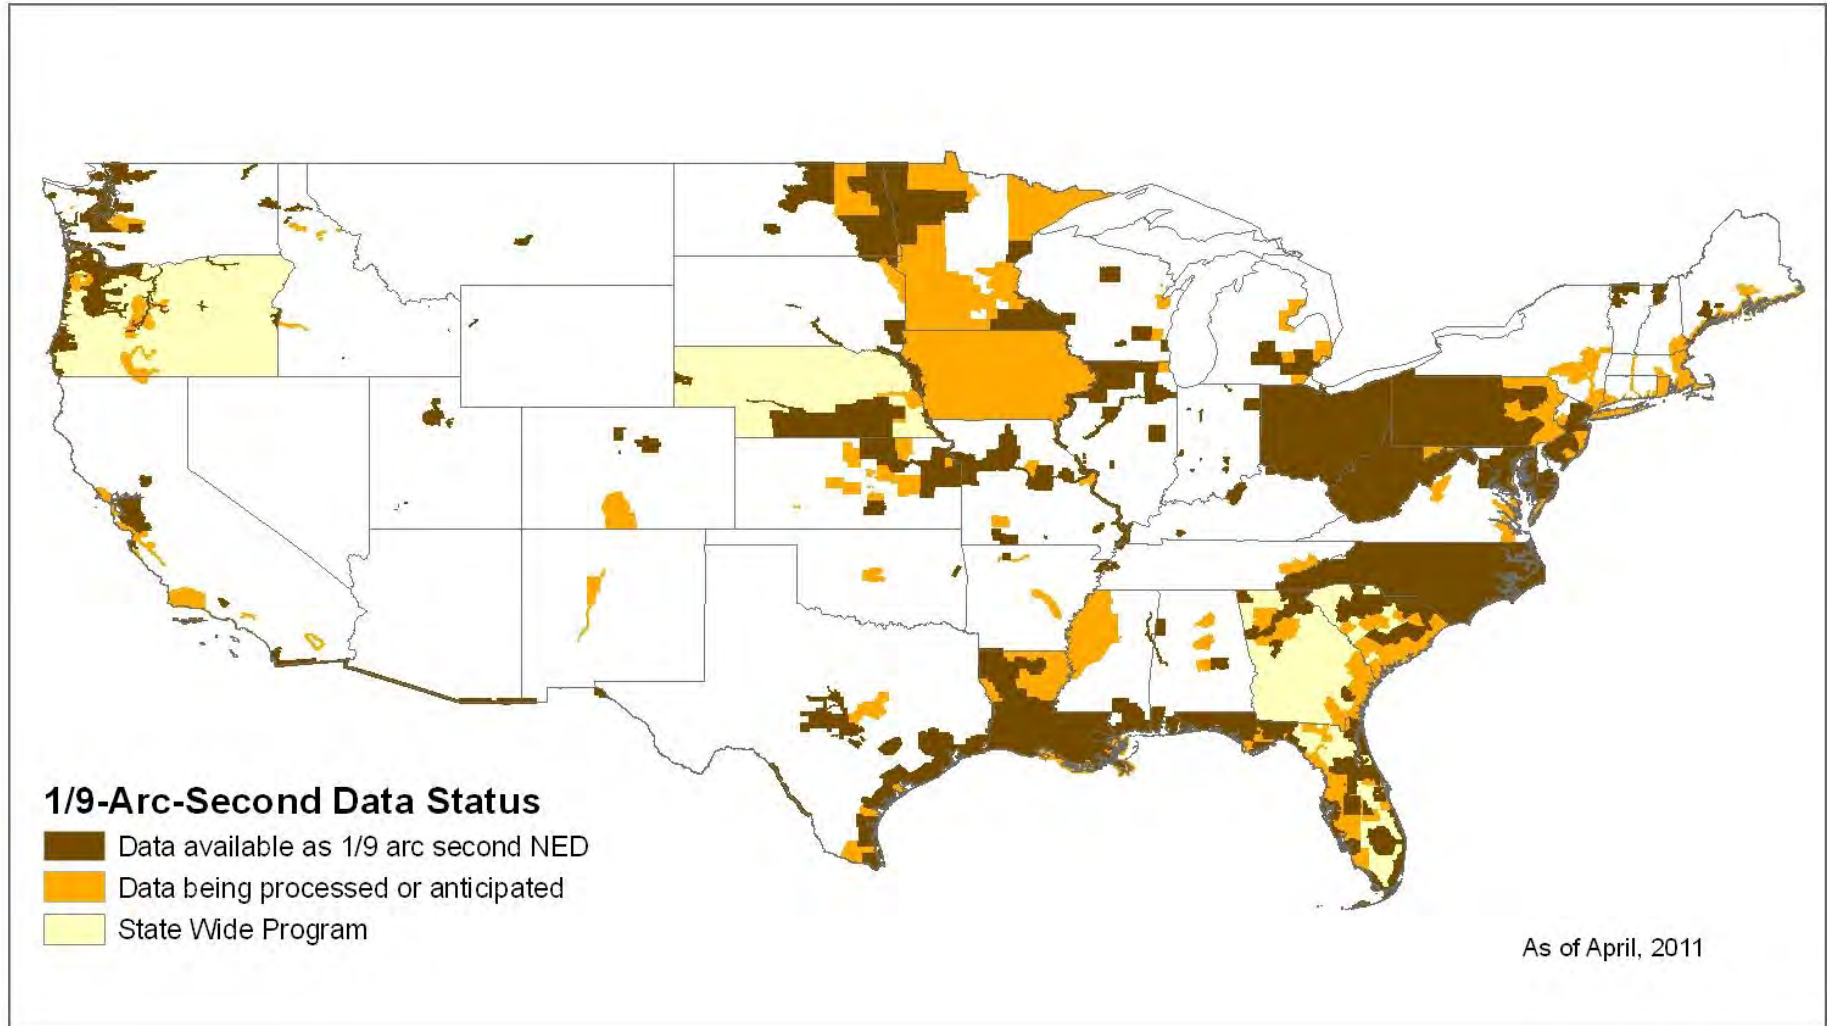 1/9-Arc-Second Data Status
Data available as 1/9 arc second NED
Data being processed or anticipated
State Wide Program
As of April, 2011